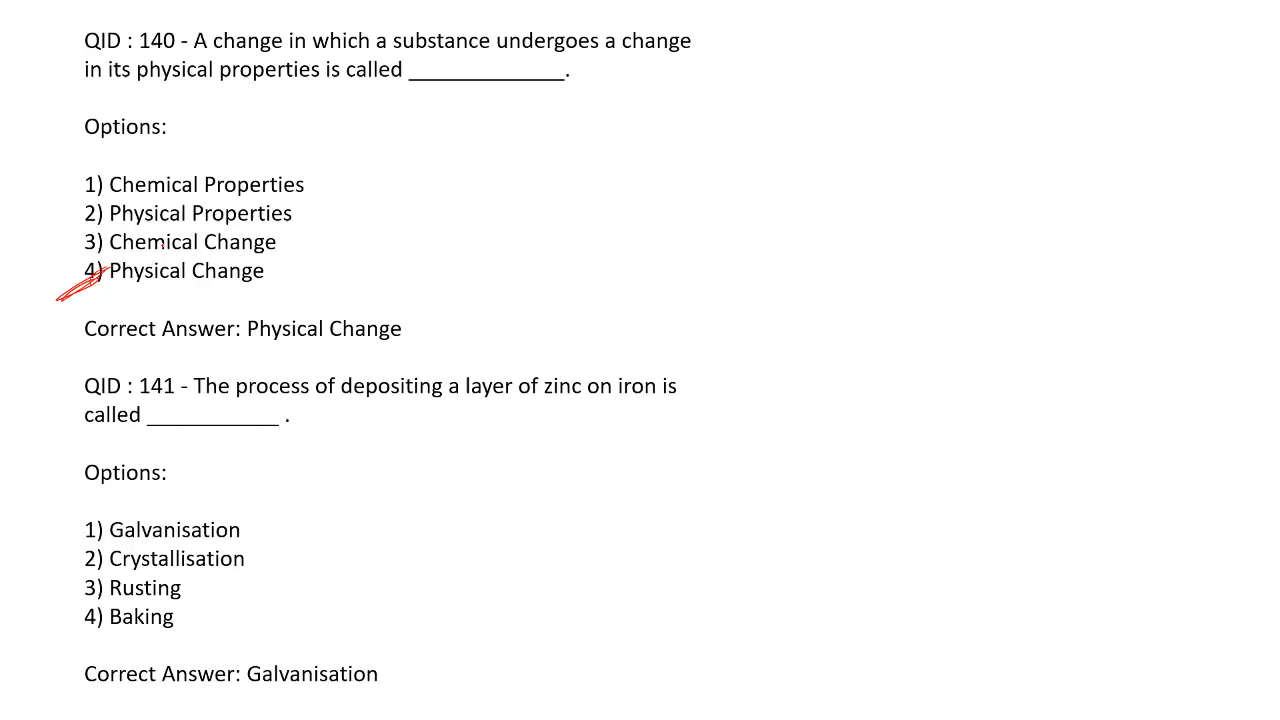 QID : 140 - A change in which a substance undergoes a change
in its physical properties is called ______________.
Options:
1) Chemical Properties
2) Physical Properties
3) Chemical Change
4) Physical Change
Correct Answer: Physical Change
QID : 141 - The process of depositing a layer of zinc on iron is
called ____________ .
Options:
1) Galvanisation
2) Crystallisation
3) Rusting
4) Baking
Correct Answer: Galvanisation